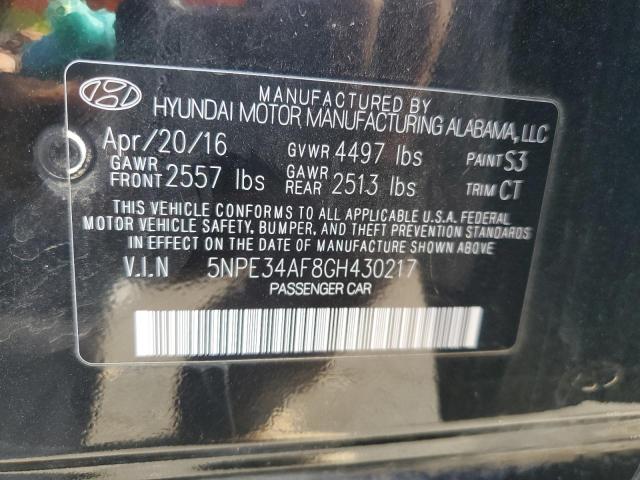 MANUFACTURED BY
HYUNDAI MOTOR MANUFACTURING ALABAMA, LLC
Apr/20/16 GVWR 4497 lbs PAINT S3
GAWR FRONT 2557 lbs GAWR REAR 2513 lbs TRIM CT
THIS VEHICLE CONFORMS TO ALL APPLICABLE U.S.A. FEDERAL
MOTOR VEHICLE SAFETY, BUMPER, AND THEFT PREVENTION STANDARDS
IN EFFECT ON THE DATE OF MANUFACTURE SHOWN ABOVE.
V.I.N 5NPE34AF8GH430217
PASSENGER CAR